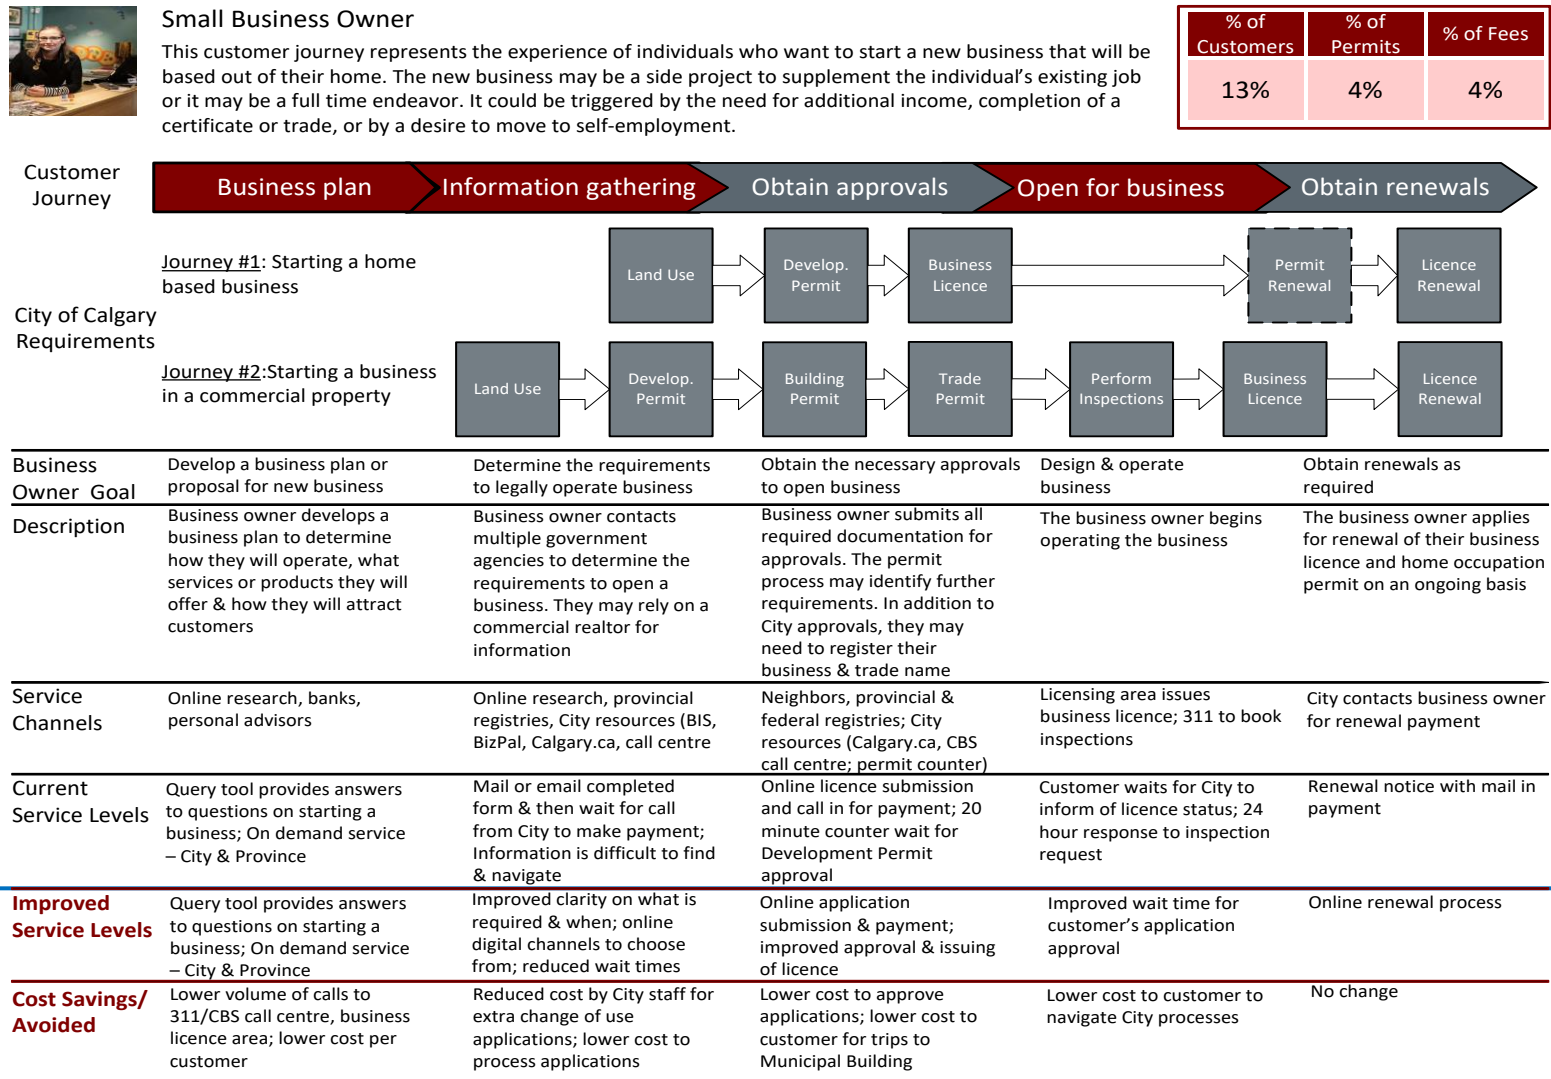 Small Business Owner
This customer journey represents the experience of individuals who want to start a new business that will be
based out of their home. The new business may be a side project to supplement the individual's existing job
or it may be a full time endeavor. It could be triggered by the need for additional income, completion of a
certificate or trade, or by a desire to move to self-employment.
% of
Customers
% of
Permits
% of Fees
13%
4%
4%
Customer
Journey
Business plan
Information gathering
Obtain approvals
Open for business
Obtain renewals
City of Calgary
Requirements
Journey #1: Starting a home
based business
Land Use
Develop.
Permit
Business
Licence
Permit
Renewal
Licence
Renewal
Journey #2:Starting a business
in a commercial property
Land Use
Develop.
Permit
Building
Permit
Trade
Permit
Perform
Inspections
Business
Licence
Licence
Renewal
Business
Owner Goal
Develop a business plan or
proposal for new business
Determine the requirements
to legally operate business
Obtain the necessary approvals
to open business
Design & operate
business
Obtain renewals as
required
Description
Business owner develops a
business plan to determine
how they will operate, what
services or products they will
offer & how they will attract
customers
Business owner contacts
multiple government
agencies to determine the
requirements to open a
business. They may rely on a
commercial realtor for
information
Business owner submits all
required documentation for
approvals. The permit
process may identify further
requirements. In addition to
City approvals, they may
need to register their
business & trade name
The business owner begins
operating the business
The business owner applies
for renewal of their business
licence and home occupation
permit on an ongoing basis
Service
Channels
Online research, banks,
personal advisors
Online research, provincial
registries, City resources (BIS,
BizPal, Calgary.ca, call centre
Neighbors, provincial &
federal registries; City
resources (Calgary.ca, CBS
call centre; permit counter)
Licensing area issues
business licence; 311 to book
inspections
City contacts business owner
for renewal payment
Current
Service Levels
Query tool provides answers
to questions on starting a
business; On demand service
– City & Province
Mail or email completed
form & then wait for call
from City to make payment;
Information is difficult to find
& navigate
Online licence submission
and call in for payment; 20
minute counter wait for
Development Permit
approval
Customer waits for City to
inform of licence status; 24
hour response to inspection
request
Renewal notice with mail in
payment
Improved
Service Levels
Query tool provides answers
to questions on starting a
business; On demand service
– City & Province
Improved clarity on what is
required & when; online
digital channels to choose
from; reduced wait times
Online application
submission & payment;
improved approval & issuing
of licence
Improved wait time for
customer's application
approval
Online renewal process
Cost Savings/
Avoided
Lower volume of calls to
311/CBS call centre, business
licence area; lower cost per
customer
Reduced cost by City staff for
extra change of use
applications; lower cost to
process applications
Lower cost to approve
applications; lower cost to
customer for trips to
Municipal Building
Lower cost to customer to
navigate City processes
No change